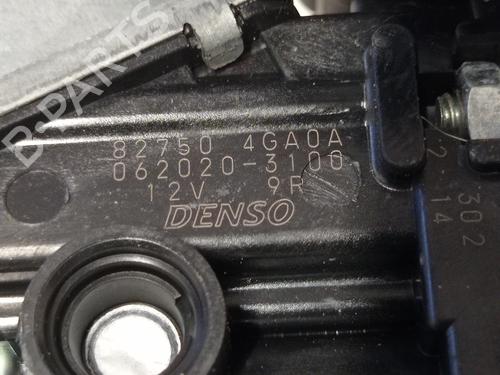 82750 4GA0A
062020-3100
12V 9R
DENSO
302
2 14
B-PARTS